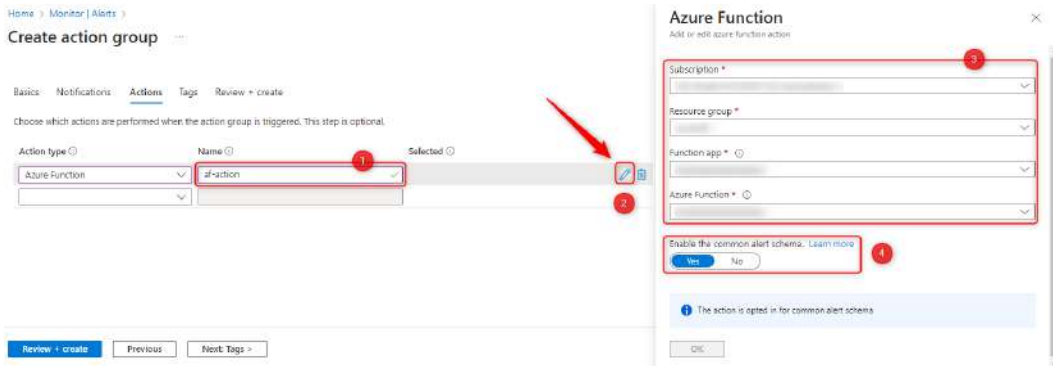 Home > Monitor | Alerts >
Create action group ...
Basics Notifications Actions Tags Review + create
Choose which actions are performed when the action group is triggered. This step is optional.
Action type Name Selected
1
Azure Function af-action
2
Review + create Previous Next: Tags >
Azure Function
Add or edit azure function action
3
Subscription *
Resource group *
Function app *
Azure Function *
Enable the common alert schema. Learn more
4
Yes No
The action is opted in for common alert schema
OK